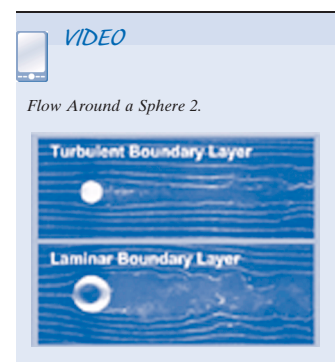 VIDEO
Flow Around a Sphere 2.
Turbulent Boundary Layer
Laminar Boundary Layer